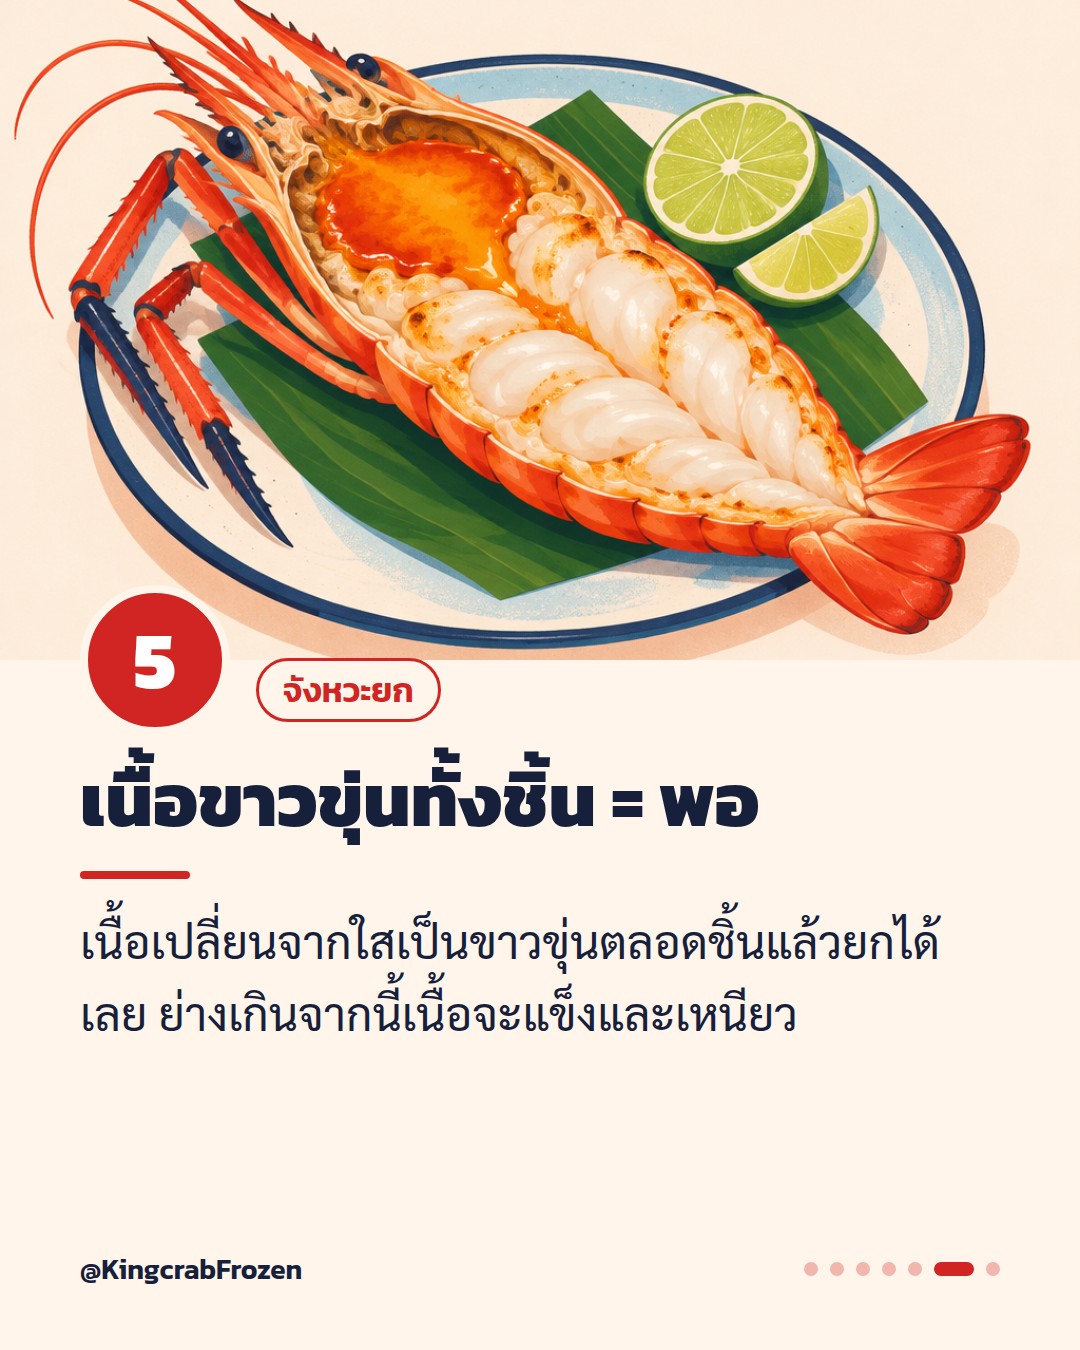 5
จังหวะยก
เนื้อขาวขุ่นทั้งชิ้น = พอ
เนื้อเปลี่ยนจากใสเป็นขาวขุ่นตลอดชิ้นแล้วยกได้
เลย ย่างเกินจากนี้เนื้อจะแข็งและเหนียว
@KingcrabFrozen